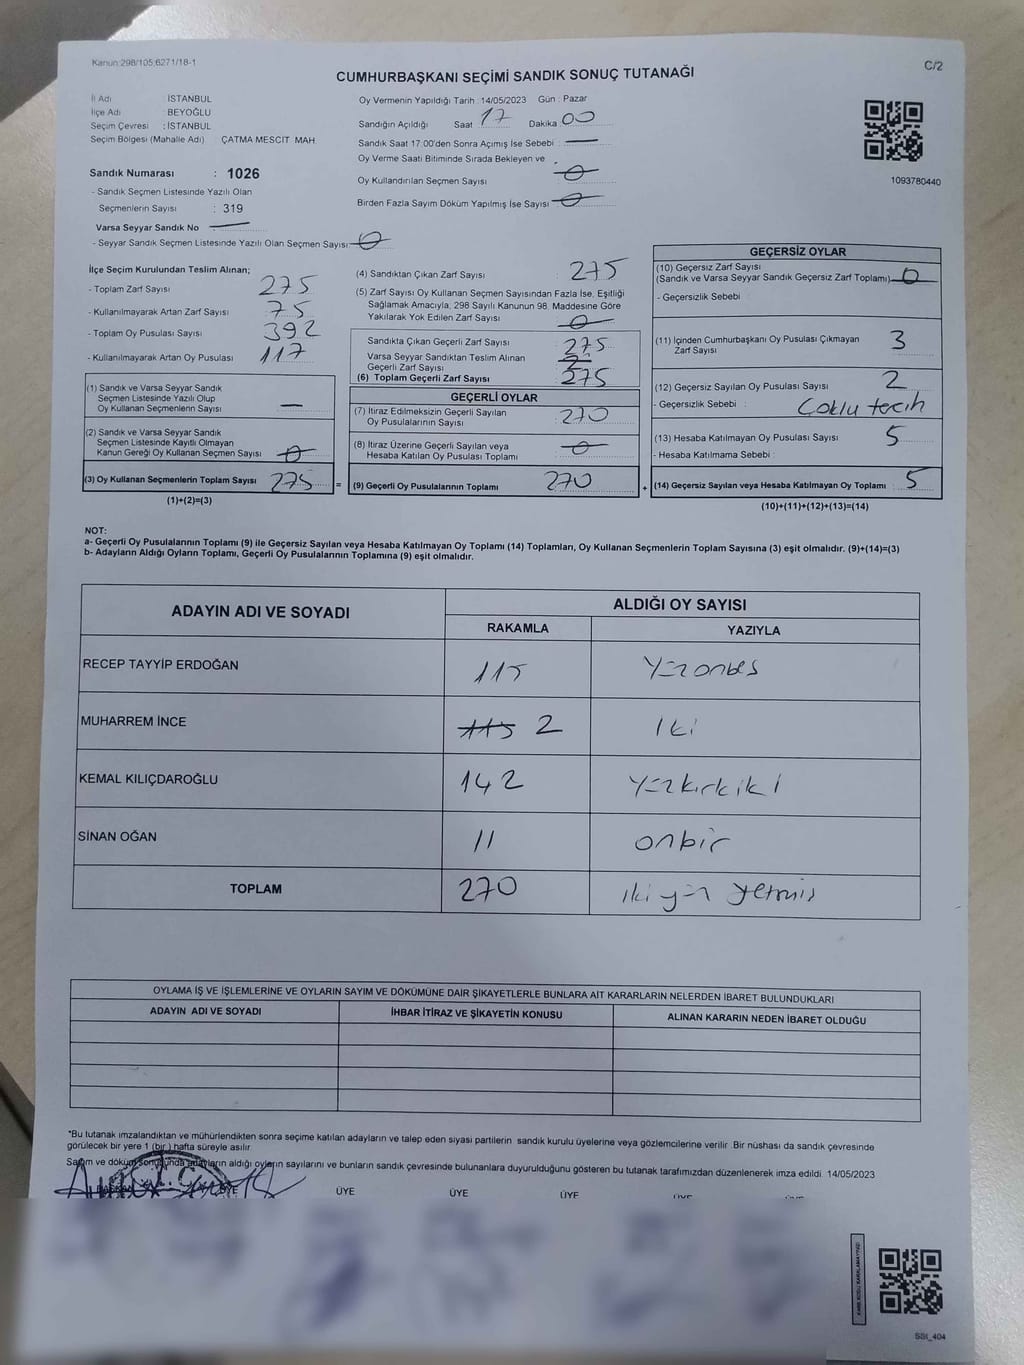 Kanun:298/105;6271/18-1
C/2
CUMHURBAŞKANI SEÇİMİ SANDIK SONUÇ TUTANAĞI
İl Adı : İSTANBUL
İlçe Adı : BEYOĞLU
Seçim Çevresi : İSTANBUL
Seçim Bölgesi (Mahalle Adı) ÇATMA MESCİT MAH.
Sandık Numarası : 1026
- Sandık Seçmen Listesinde Yazılı Olan
Seçmenlerin Sayısı : 319
Varsa Seyyar Sandık No —
- Seyyar Sandık Seçmen Listesinde Yazılı Olan Seçmen Sayısı: 0
Oy Vermenin Yapıldığı Tarih : 14/05/2023 Gün : Pazar
Sandığın Açıldığı Saat 17 Dakika 00
Sandık Saat 17.00'den Sonra Açımış İse Sebebi : —
Oy Verme Saati Bitiminde Sırada Bekleyen ve
Oy Kullandırılan Seçmen Sayısı 0
Birden Fazla Sayım Döküm Yapılmış İse Sayısı 0
1093780440
İlçe Seçim Kurulundan Teslim Alınan;
- Toplam Zarf Sayısı 275
- Kullanılmayarak Artan Zarf Sayısı 75
- Toplam Oy Pusulası Sayısı 392
- Kullanılmayarak Artan Oy Pusulası 117
(1) Sandık ve Varsa Seyyar Sandık
Seçmen Listesinde Yazılı Olup
Oy Kullanan Seçmenlerin Sayısı —
(2) Sandık ve Varsa Seyyar Sandık
Seçmen Listesinde Kayıtlı Olmayan
Kanun Gereği Oy Kullanan Seçmen Sayısı 0
(3) Oy Kullanan Seçmenlerin Toplam Sayısı 275
(1)+(2)=(3)
(4) Sandıktan Çıkan Zarf Sayısı 275
(5) Zarf Sayısı Oy Kullanan Seçmen Sayısından Fazla İse, Eşitliği
Sağlamak Amacıyla, 298 Sayılı Kanunun 98. Maddesine Göre
Yakılarak Yok Edilen Zarf Sayısı 0
Sandıkta Çıkan Geçerli Zarf Sayısı 275
Varsa Seyyar Sandıktan Teslim Alınan
Geçerli Zarf Sayısı
(6) Toplam Geçerli Zarf Sayısı 275
GEÇERLİ OYLAR
(7) İtiraz Edilmeksizin Geçerli Sayılan
Oy Pusulalarının Sayısı 270
(8) İtiraz Üzerine Geçerli Sayılan veya
Hesaba Katılan Oy Pusulası Toplamı 0
= (9) Geçerli Oy Pusulalarının Toplamı 270
GEÇERSİZ OYLAR
(10) Geçersiz Zarf Sayısı
(Sandık ve Varsa Seyyar Sandık Geçersiz Zarf Toplamı) 0
- Geçersizlik Sebebi :
(11) İçinden Cumhurbaşkanı Oy Pusulası Çıkmayan
Zarf Sayısı 3
(12) Geçersiz Sayılan Oy Pusulası Sayısı 2
- Geçersizlik Sebebi : Çoklu tecih
(13) Hesaba Katılmayan Oy Pusulası Sayısı 5
- Hesaba Katılmama Sebebi :
+ (14) Geçersiz Sayılan veya Hesaba Katılmayan Oy Toplamı 5
(10)+(11)+(12)+(13)=(14)
NOT:
a- Geçerli Oy Pusulalarının Toplamı (9) ile Geçersiz Sayılan veya Hesaba Katılmayan Oy Toplamı (14) Toplamları, Oy Kullanan Seçmenlerin Toplam Sayısına (3) eşit olmalıdır. (9)+(14)=(3)
b- Adayların Aldığı Oyların Toplamı, Geçerli Oy Pusulalarının Toplamına (9) eşit olmalıdır.
ADAYIN ADI VE SOYADI
ALDIĞI OY SAYISI
RAKAMLA YAZIYLA
RECEP TAYYİP ERDOĞAN 115 Yüzonbeş
MUHARREM İNCE 115 2 İki
KEMAL KILIÇDAROĞLU 142 Yüzkırkiki
SİNAN OĞAN 11 onbir
TOPLAM 270 iki yüz yetmiş
OYLAMA İŞ VE İŞLEMLERİNE VE OYLARIN SAYIM VE DÖKÜMÜNE DAİR ŞİKAYETLERLE BUNLARA AİT KARARLARIN NELERDEN İBARET BULUNDUKLARI
ADAYIN ADI VE SOYADI İHBAR İTİRAZ VE ŞİKAYETİN KONUSU ALINAN KARARIN NEDEN İBARET OLDUĞU
*Bu tutanak imzalandıktan ve mühürlendikten sonra seçime katılan adayların ve talep eden siyasi partilerin sandık kurulu üyelerine veya gözlemcilerine verilir. Bir nüshası da sandık çevresinde
görülecek bir yere 1 (bir ) hafta süreyle asılır.
Sayım ve döküm sonucunda adayların aldığı oyların sayılarını ve bunların sandık çevresinde bulunanlara duyurulduğunu gösteren bu tutanak tarafımızdan düzenlenerek imza edildi. 14/05/2023
BAŞKAN ÜYE ÜYE ÜYE ÜYE ÜYE
SSİ_404